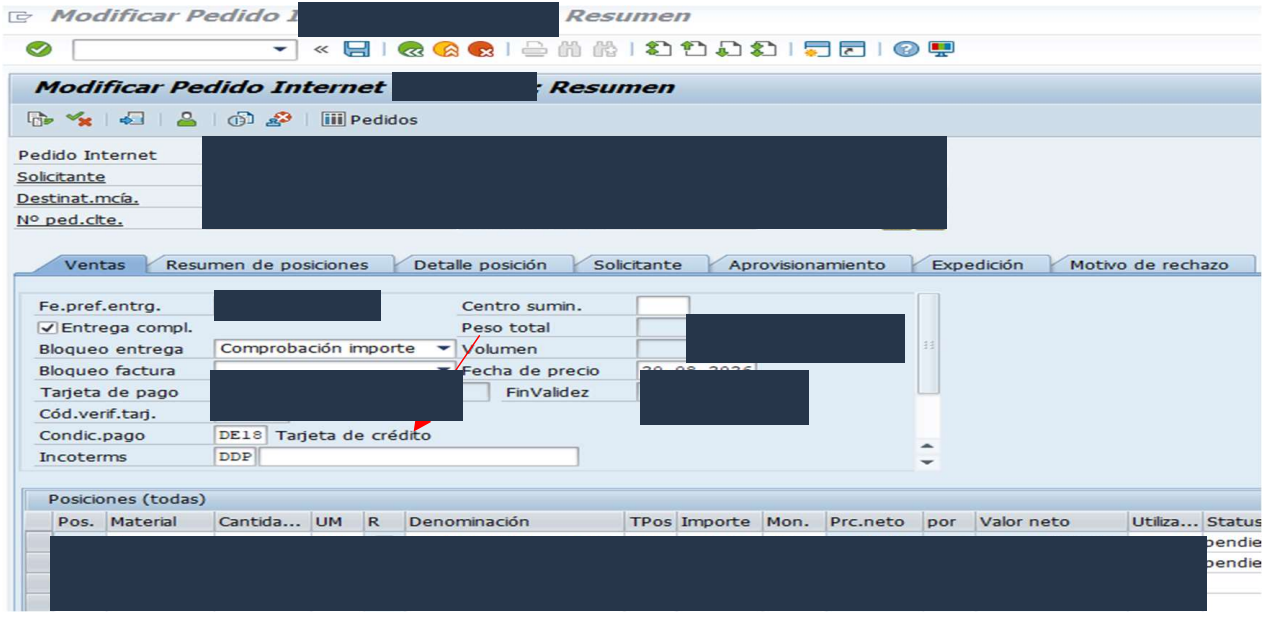 Modificar Pedido I Resumen
Modificar Pedido Internet : Resumen
Pedidos
Pedido Internet
Solicitante
Destinat.mcía.
Nº ped.clte.
Ventas Resumen de posiciones Detalle posición Solicitante Aprovisionamiento Expedición Motivo de rechazo
Fe.pref.entrg. Centro sumin.
Entrega compl. Peso total
Bloqueo entrega Comprobación importe Volumen
Bloqueo factura Fecha de precio
Tarjeta de pago FinValidez
Cód.verif.tarj.
Condic.pago DE18 Tarjeta de crédito
Incoterms DDP
Posiciones (todas)
Pos. Material Cantida... UM R Denominación TPos Importe Mon. Prc.neto por Valor neto Utiliza... Status
pendie
pendie